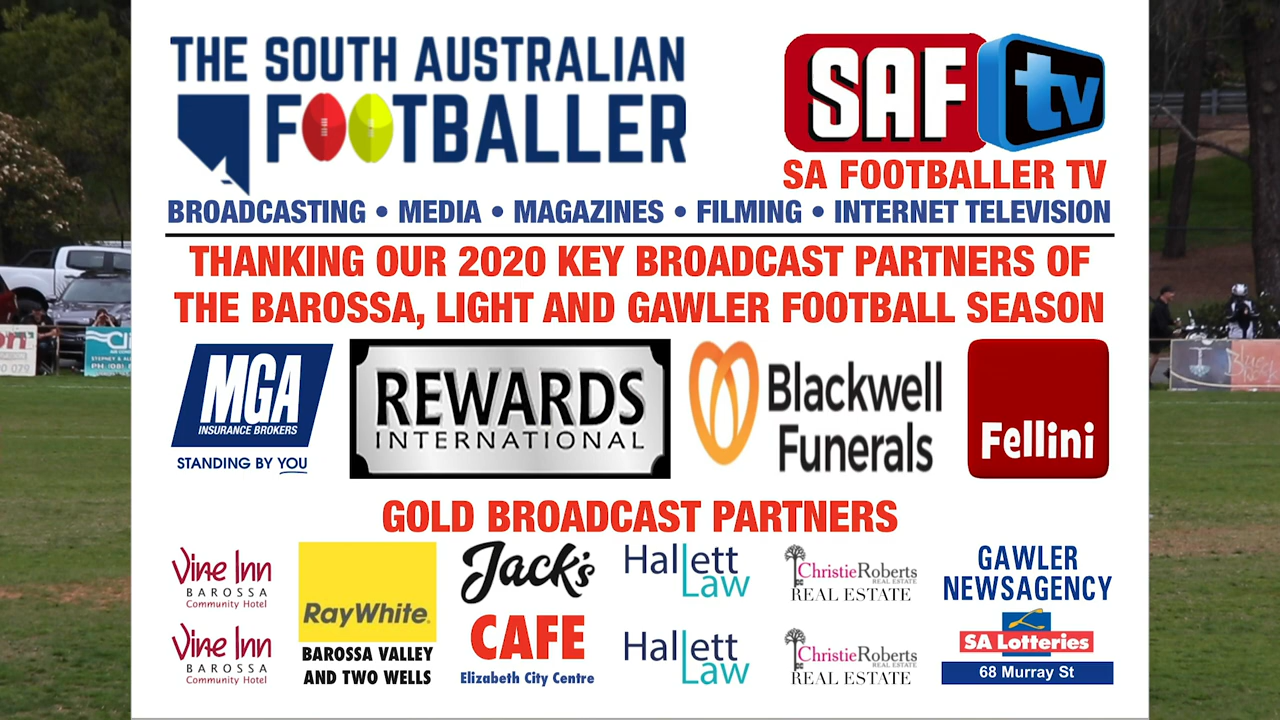 THE SOUTH AUSTRALIAN
FOOTBALLER
SAF tv
SA FOOTBALLER TV
BROADCASTING • MEDIA • MAGAZINES • FILMING • INTERNET TELEVISION
THANKING OUR 2020 KEY BROADCAST PARTNERS OF
THE BAROSSA, LIGHT AND GAWLER FOOTBALL SEASON
MGA
INSURANCE BROKERS
STANDING BY YOU
REWARDS
INTERNATIONAL
Blackwell
Funerals
Fellini
GOLD BROADCAST PARTNERS
Vine Inn
BAROSSA
Community Hotel
Vine Inn
BAROSSA
Community Hotel
RayWhite.
BAROSSA VALLEY
AND TWO WELLS
Jack's
CAFE
Elizabeth City Centre
Hallett
Law
Hallett
Law
ChristieRoberts
REAL ESTATE
REAL ESTATE
ChristieRoberts
REAL ESTATE
REAL ESTATE
GAWLER
NEWSAGENCY
SA Lotteries
68 Murray St